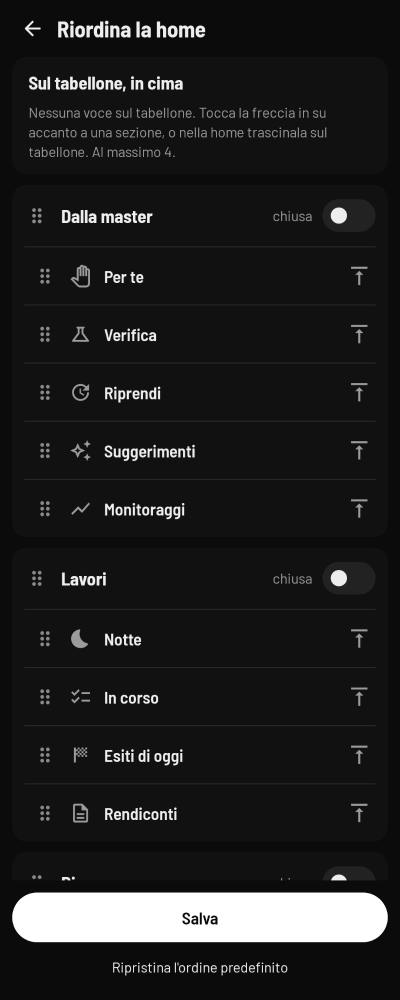 Riordina la home
Sul tabellone, in cima
Nessuna voce sul tabellone. Tocca la freccia in su
accanto a una sezione, o nella home trascinala sul
tabellone. Al massimo 4.
Dalla master chiusa
Per te
Verifica
Riprendi
Suggerimenti
Monitoraggi
Lavori chiusa
Notte
In corso
Esiti di oggi
Rendiconti
Salva
Ripristina l'ordine predefinito